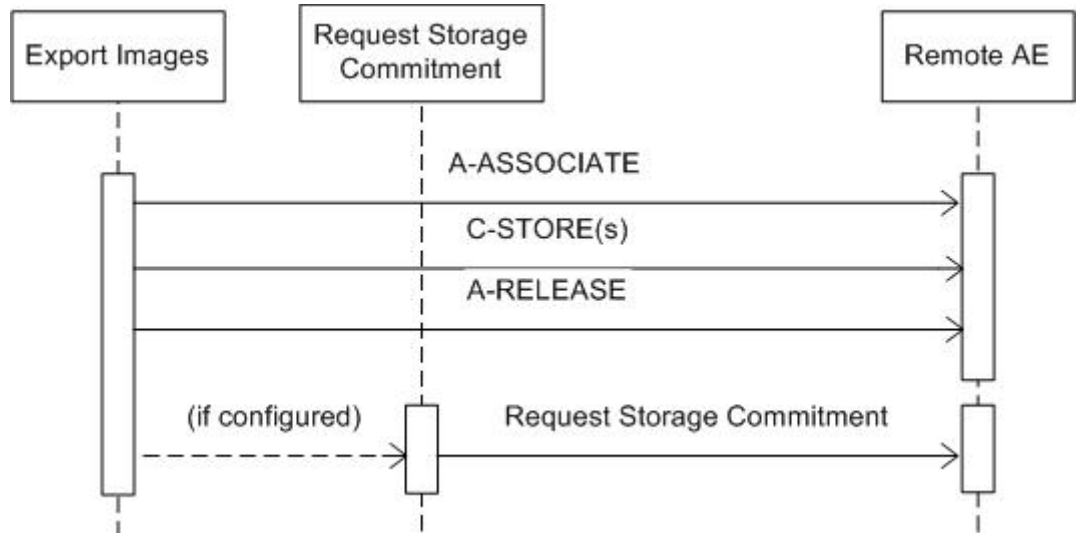 Export Images
Request Storage
Commitment
Remote AE
A-ASSOCIATE
C-STORE(s)
A-RELEASE
(if configured)
Request Storage Commitment